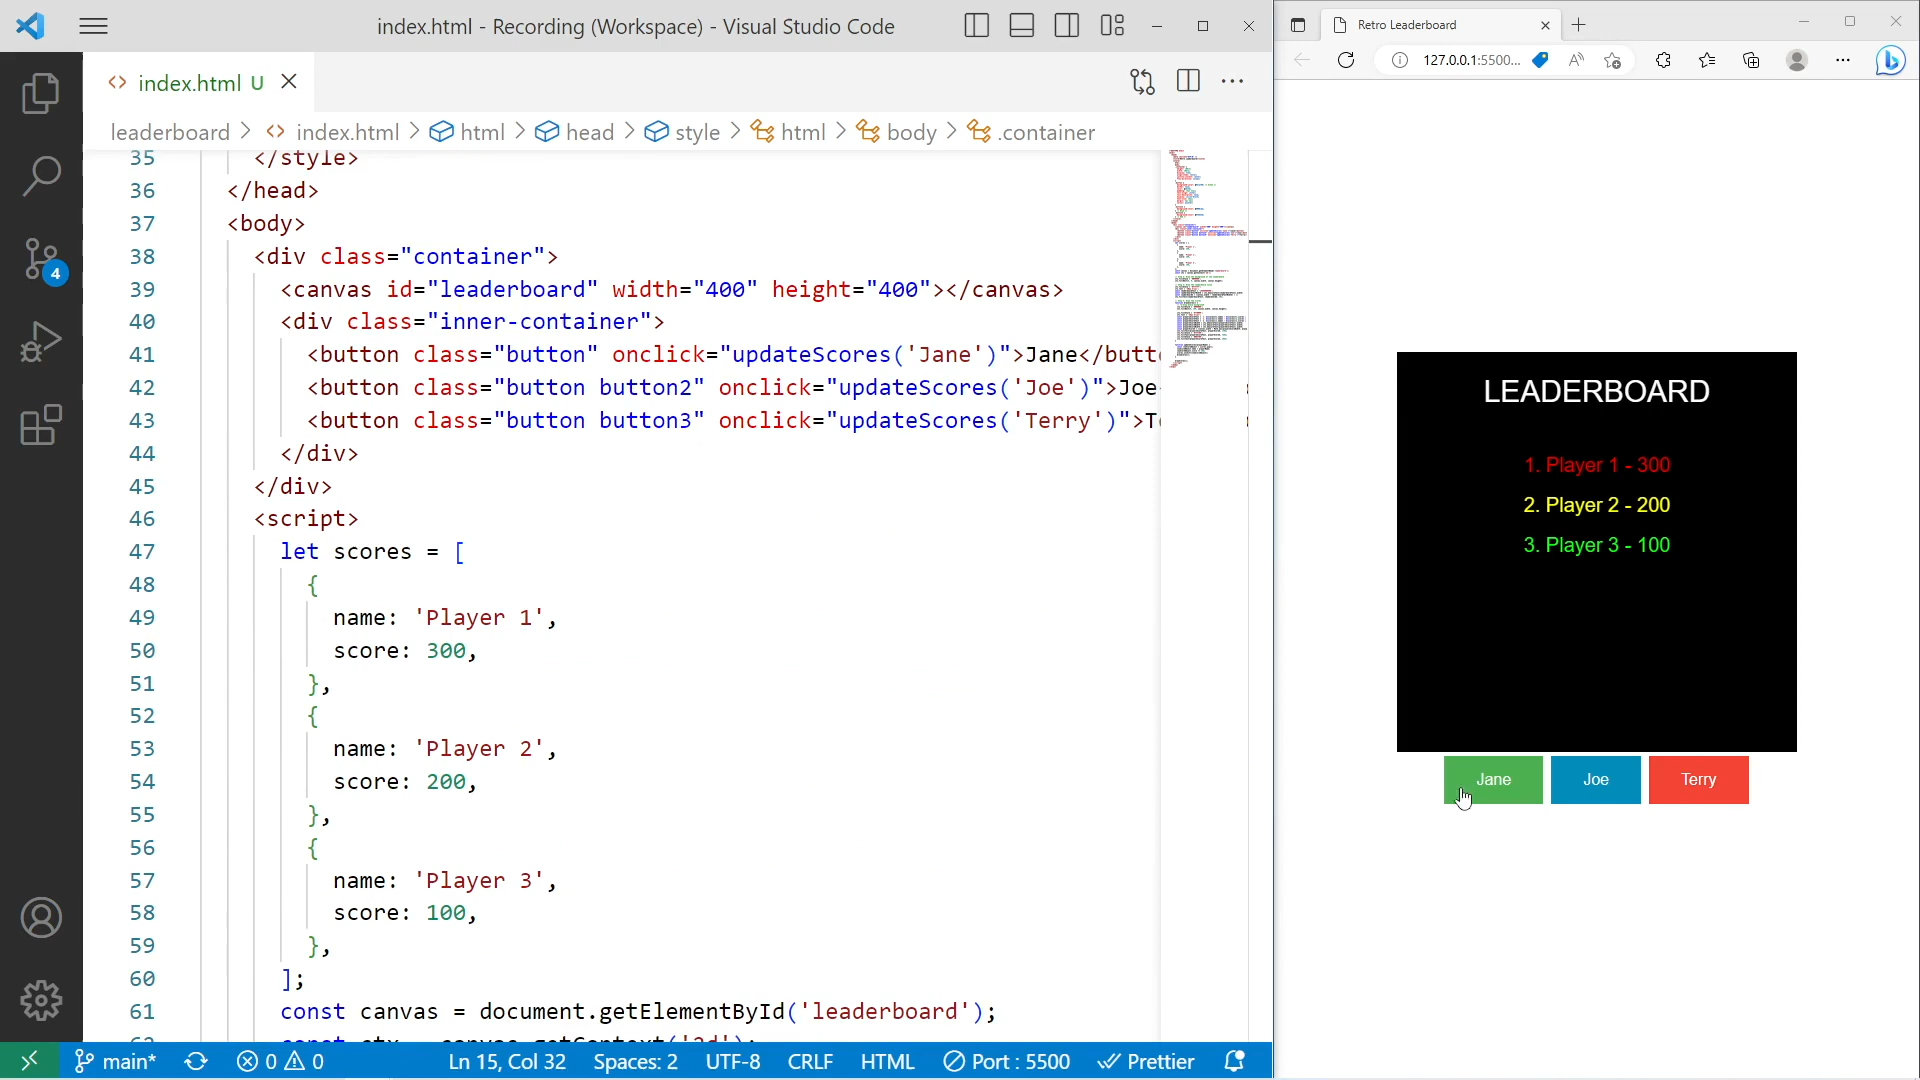 index.html - Recording (Workspace) - Visual Studio Code
index.html U
leaderboard > index.html > html > head > style > html > body > .container
35 </style>
36 </head>
37 <body>
38 <div class="container">
39 <canvas id="leaderboard" width="400" height="400"></canvas>
40 <div class="inner-container">
41 <button class="button" onclick="updateScores('Jane')">Jane</butt
42 <button class="button button2" onclick="updateScores('Joe')">Joe
43 <button class="button button3" onclick="updateScores('Terry')">T
44 </div>
45 </div>
46 <script>
47 let scores = [
48 {
49 name: 'Player 1',
50 score: 300,
51 },
52 {
53 name: 'Player 2',
54 score: 200,
55 },
56 {
57 name: 'Player 3',
58 score: 100,
59 },
60 ];
61 const canvas = document.getElementById('leaderboard');
4
main* 0 0 Ln 15, Col 32 Spaces: 2 UTF-8 CRLF HTML Port : 5500 Prettier
Retro Leaderboard
127.0.0.1:5500...
LEADERBOARD
1. Player 1 - 300
2. Player 2 - 200
3. Player 3 - 100
Jane Joe Terry